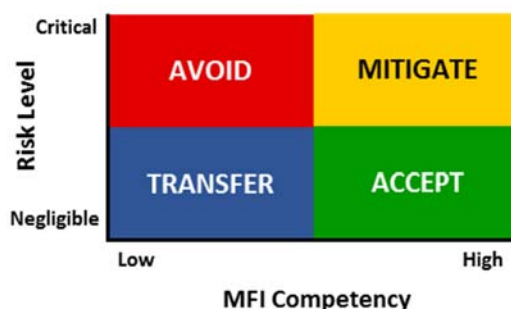 Critical
AVOID
MITIGATE
Risk Level
TRANSFER
ACCEPT
Negligible
Low
High
MFI Competency